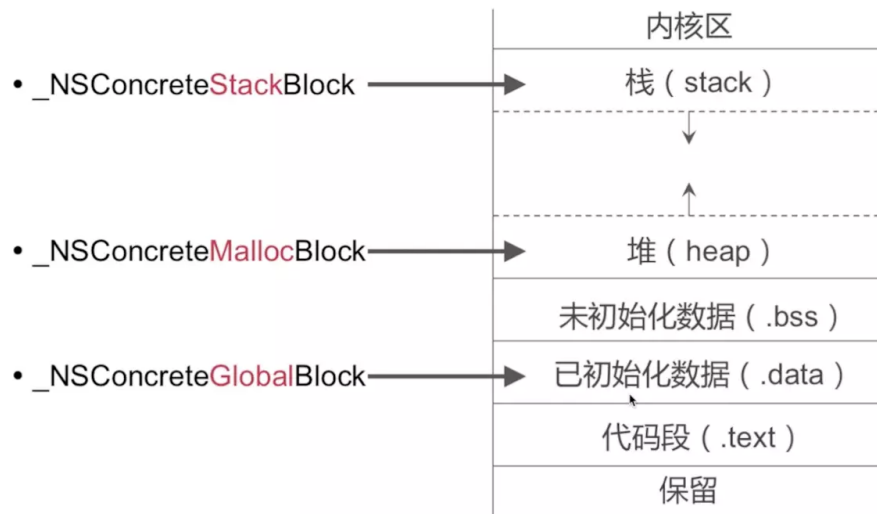 内核区
• _NSConcreteStackBlock
栈（stack）
• _NSConcreteMallocBlock
堆（heap）
未初始化数据（.bss）
• _NSConcreteGlobalBlock
已初始化数据（.data）
代码段（.text）
保留